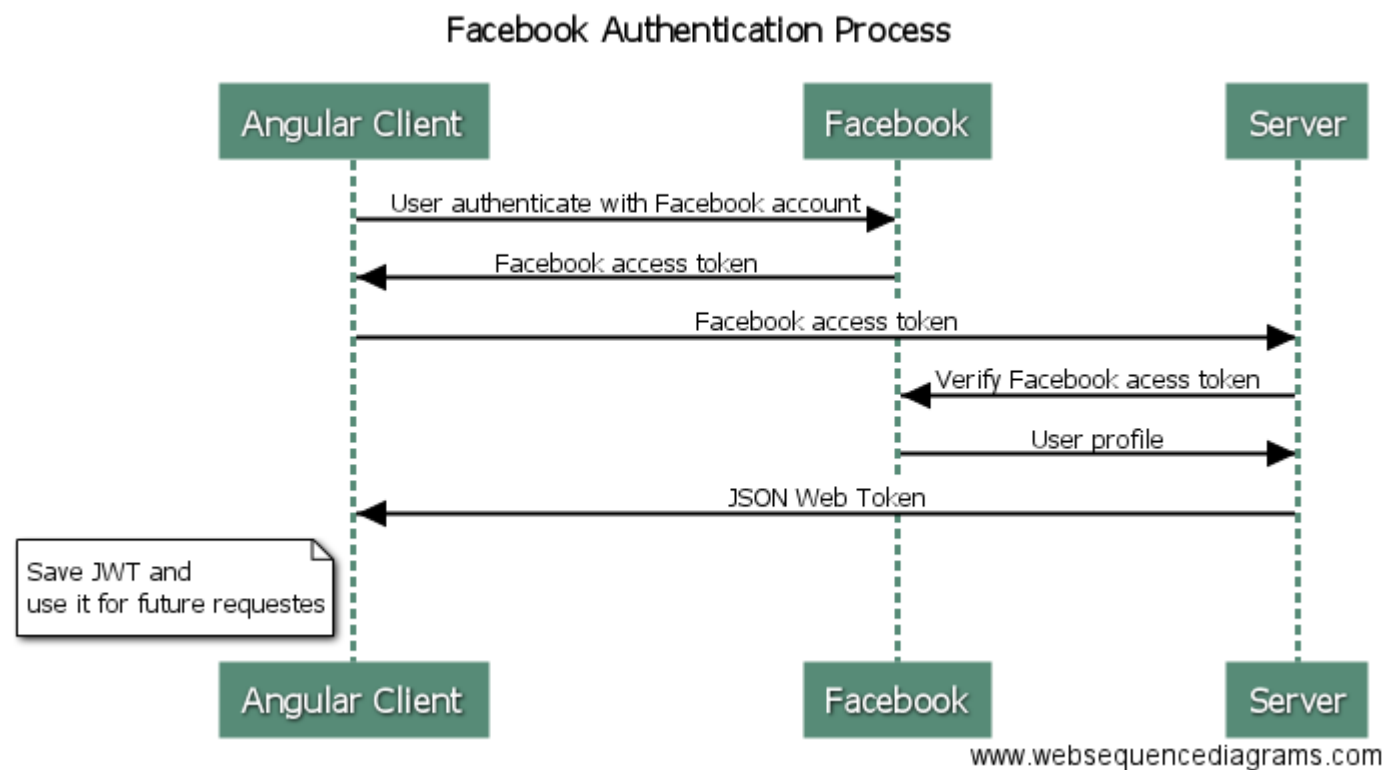 Facebook Authentication Process
Angular Client
Facebook
Server
User authenticate with Facebook account
Facebook access token
Facebook access token
Verify Facebook acess token
User profile
JSON Web Token
Save JWT and
use it for future requestes
Angular Client
Facebook
Server
www.websequencediagrams.com